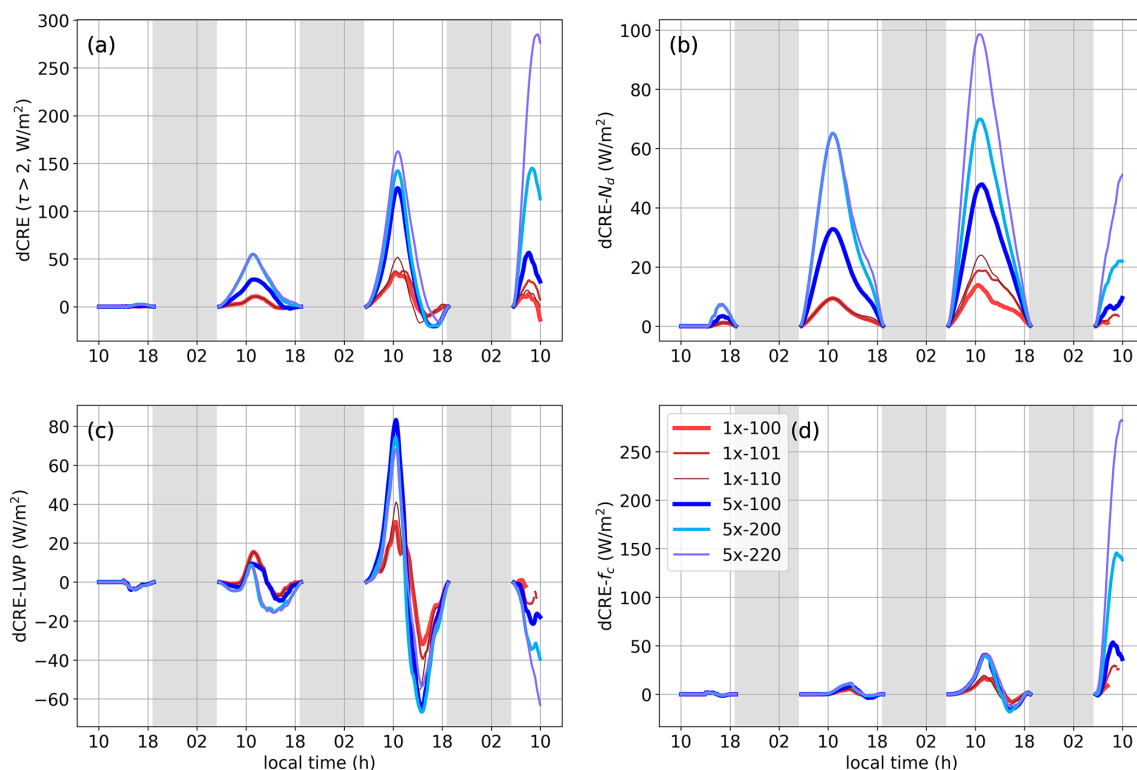 (a)
dCRE (τ > 2, W/m²)
300
250
200
150
100
50
0
10 18 02 10 18 02 10 18 02 10
(b)
dCRE-N_d (W/m²)
100
80
60
40
20
0
10 18 02 10 18 02 10 18 02 10
(c)
dCRE-LWP (W/m²)
80
60
40
20
0
−20
−40
−60
10 18 02 10 18 02 10 18 02 10
local time (h)
(d)
dCRE-f_c (W/m²)
250
200
150
100
50
0
1x-100
1x-101
1x-110
5x-100
5x-200
5x-220
10 18 02 10 18 02 10 18 02 10
local time (h)